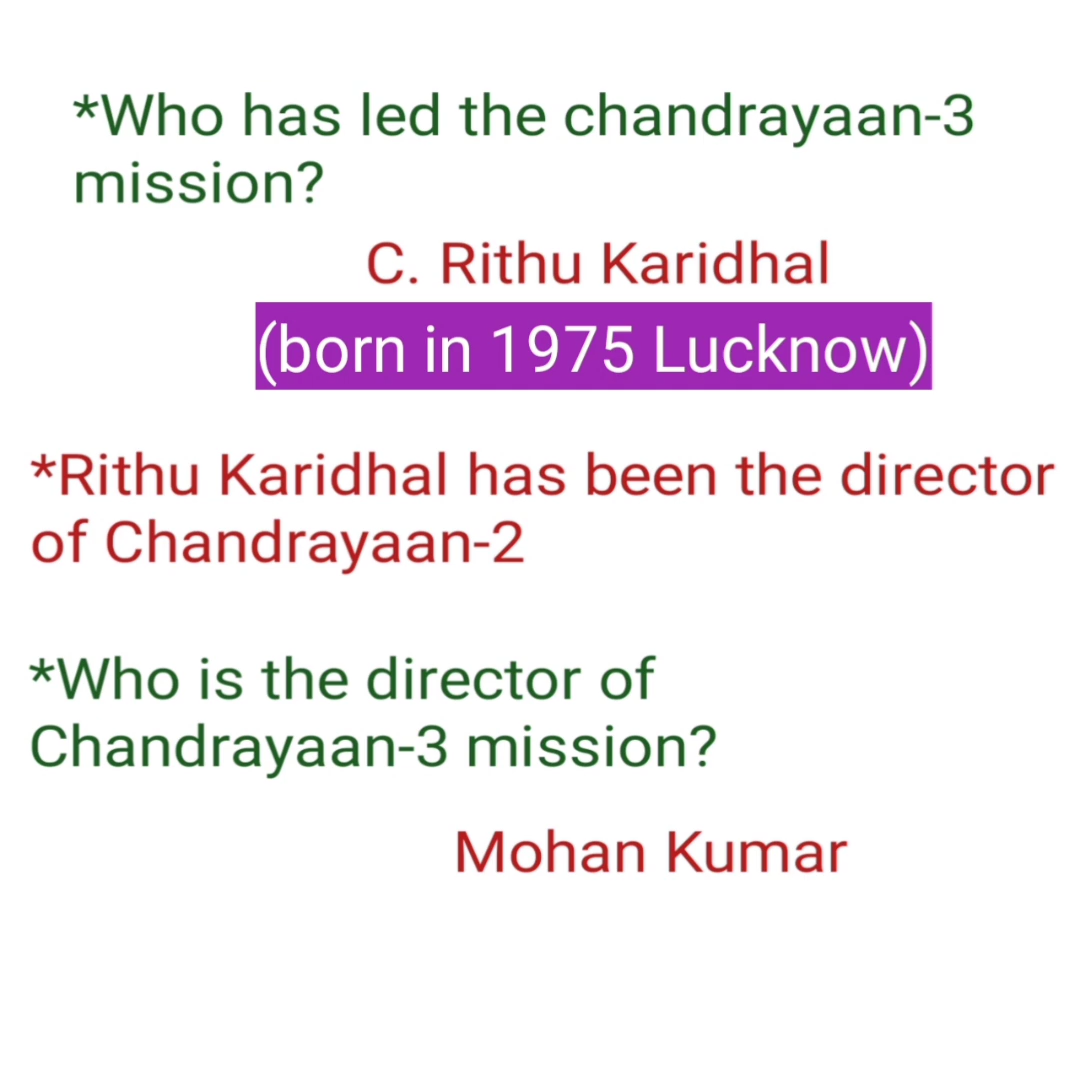 *Who has led the chandrayaan-3
mission?
C. Rithu Karidhal
(born in 1975 Lucknow)
*Rithu Karidhal has been the director
of Chandrayaan-2
*Who is the director of
Chandrayaan-3 mission?
Mohan Kumar